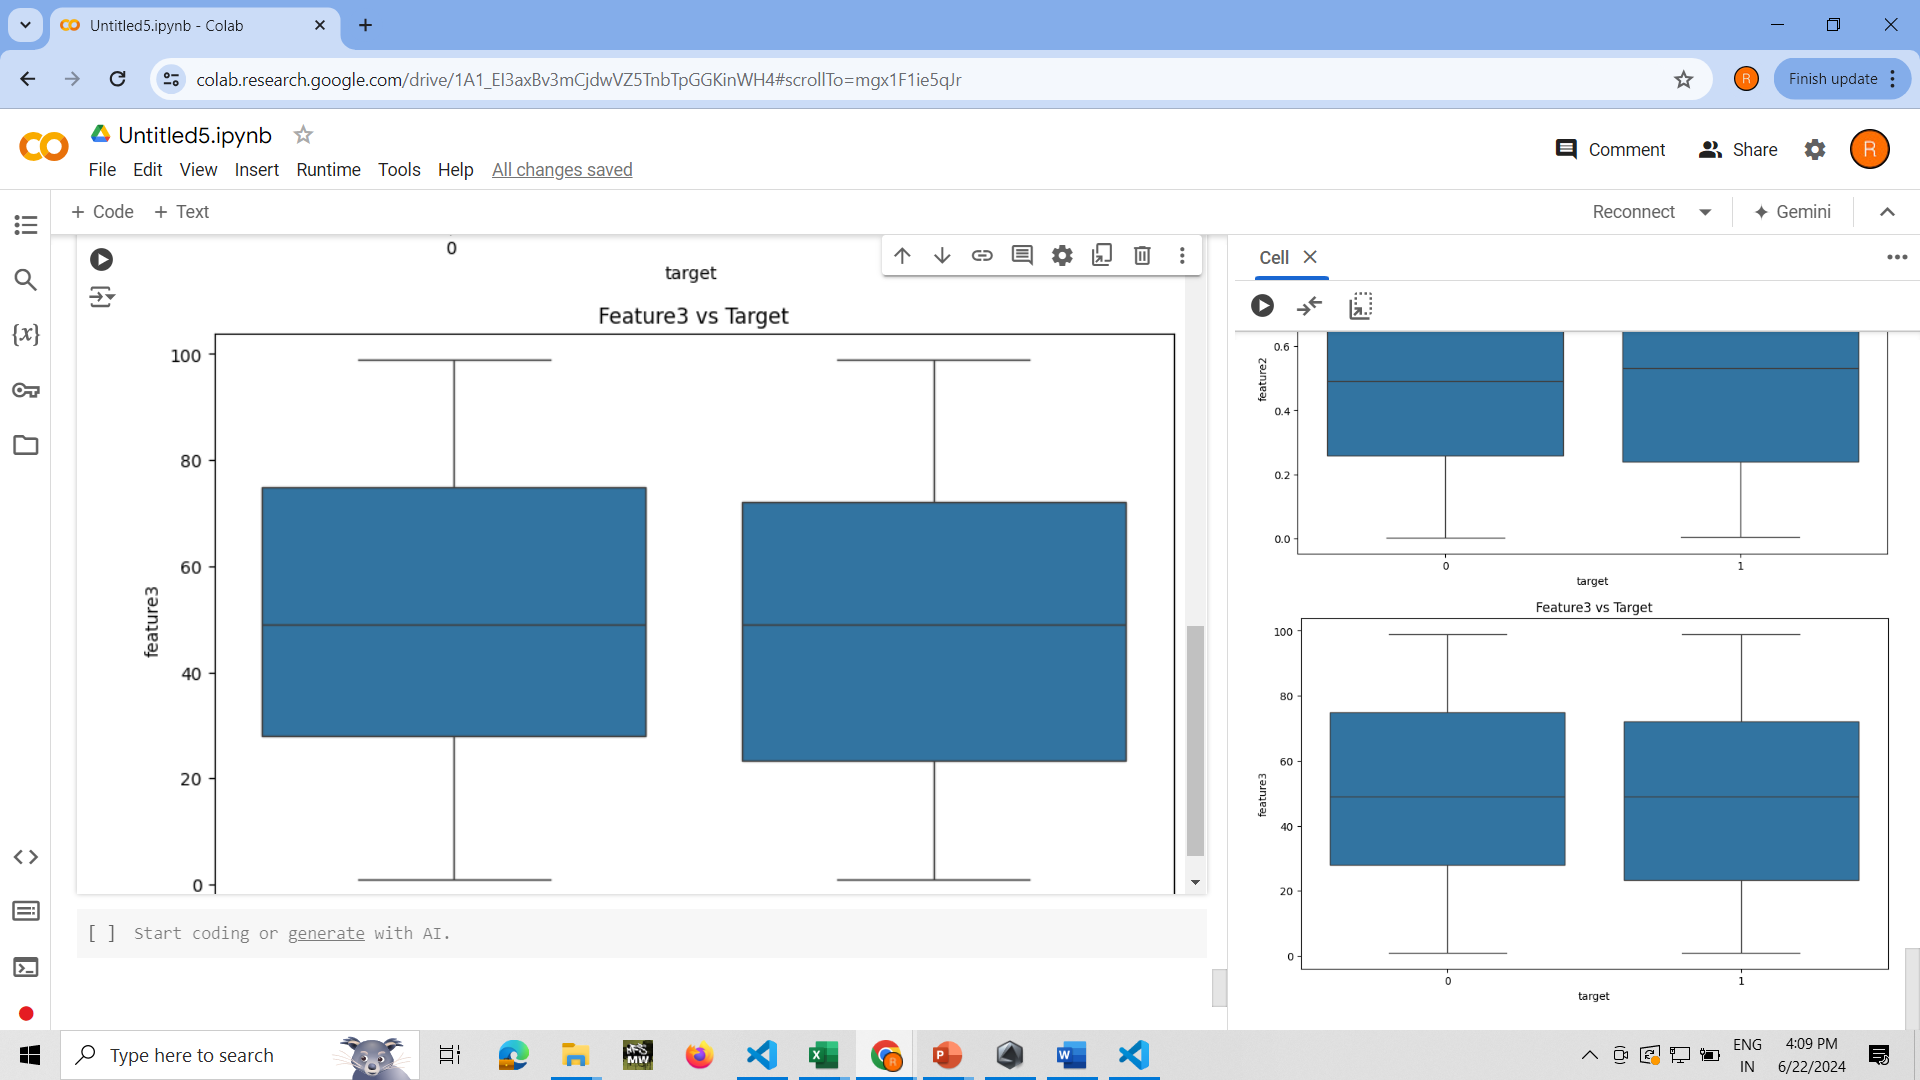 Untitled5.ipynb - Colab
colab.research.google.com/drive/1A1_EI3axBv3mCjdwVZ5TnbTpGGKinWH4#scrollTo=mgx1F1ie5qJr
R
Finish update
Untitled5.ipynb
File Edit View Insert Runtime Tools Help All changes saved
Comment
Share
R
+ Code + Text
Reconnect
Gemini
{x}
0
target
Feature3 vs Target
100
80
60
40
20
0
feature3
[ ] Start coding or generate with AI.
Cell
0.6
0.4
0.2
0.0
feature2
0 1
target
Feature3 vs Target
100
80
60
40
20
0
feature3
0 1
target
Type here to search
MW
R
P
W
ENG
IN
4:09 PM
6/22/2024